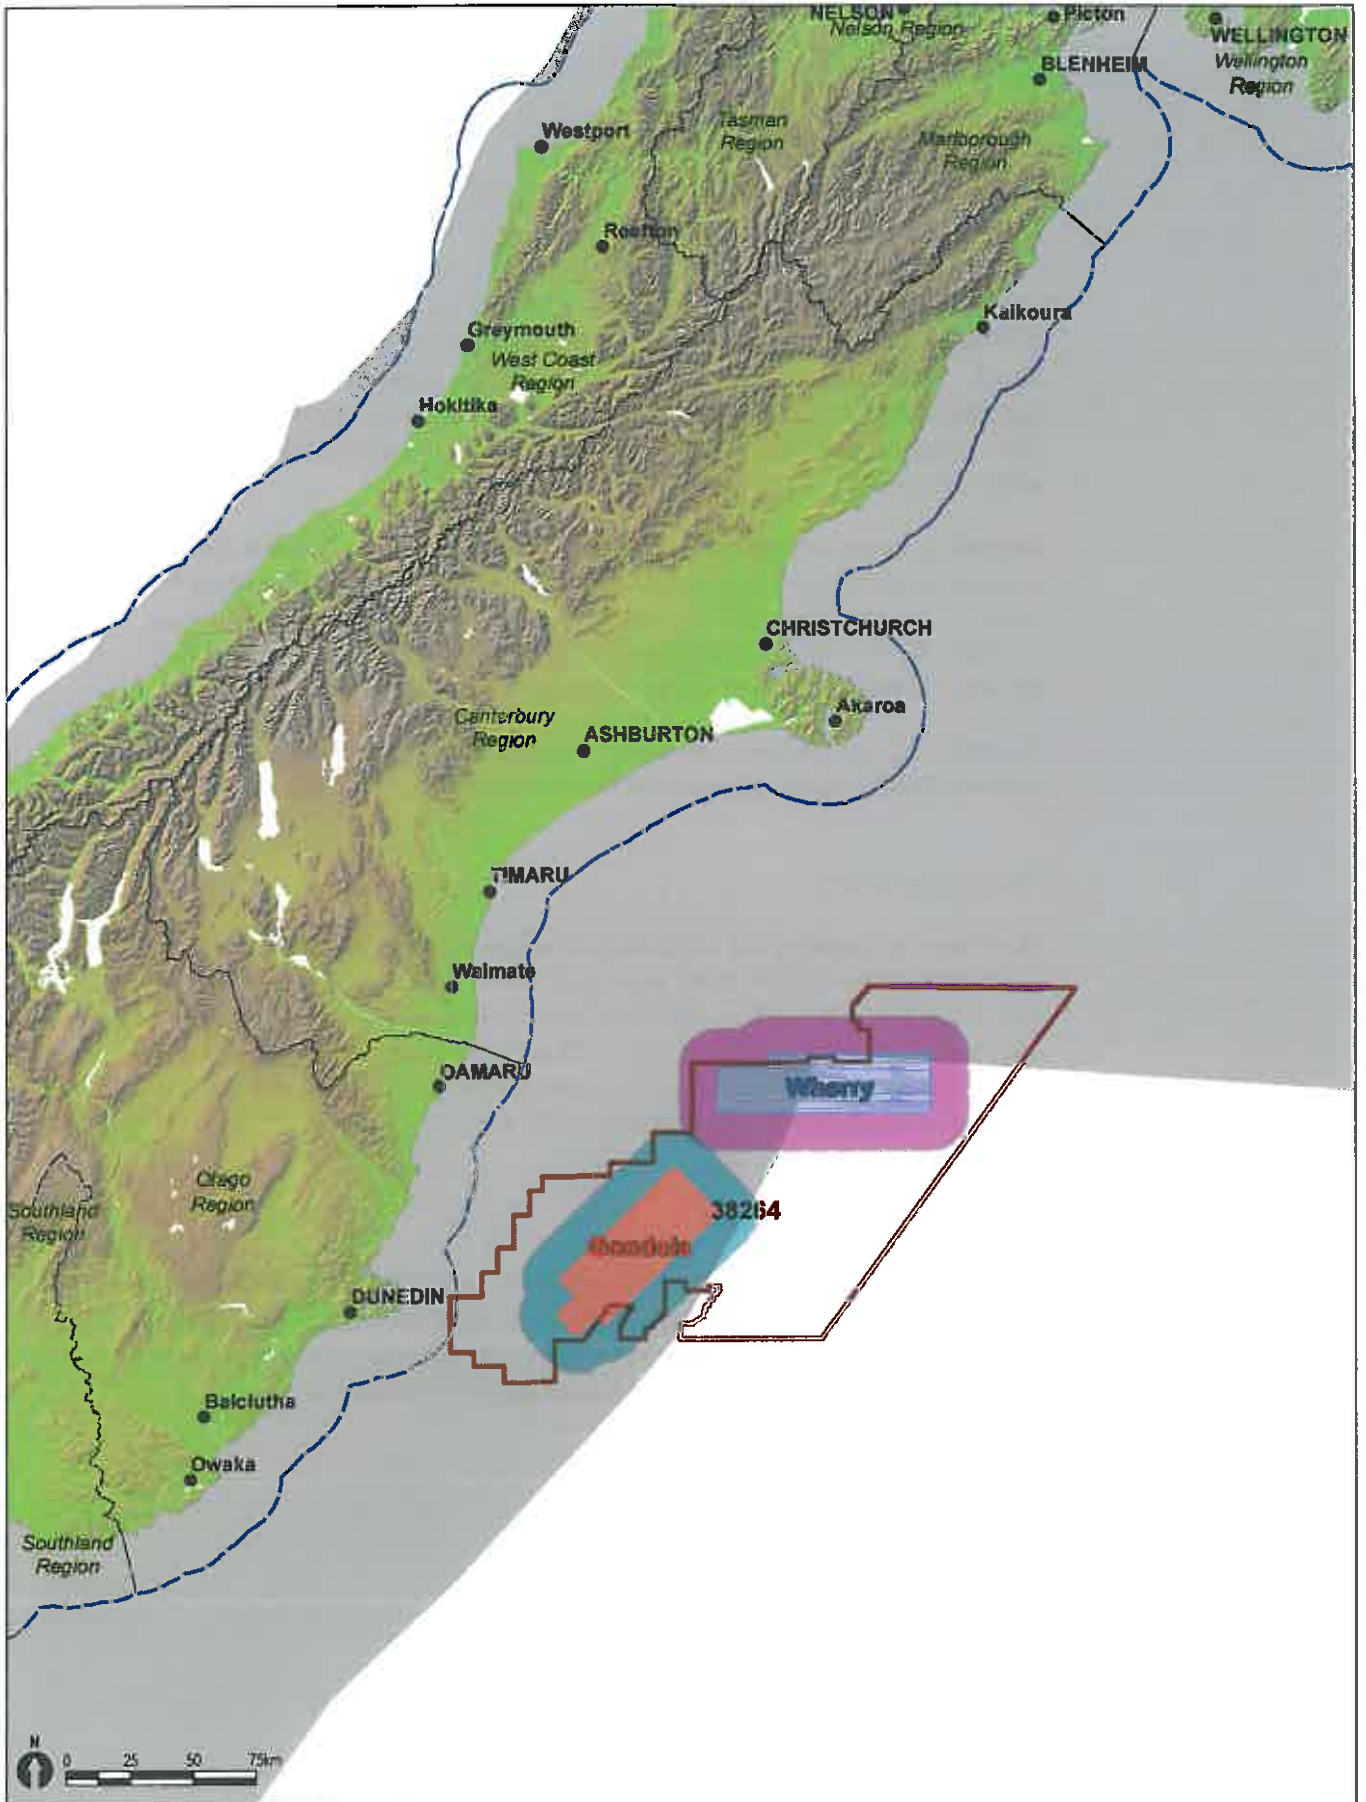 NELSON
Picton
Nelson Region
WELLINGTON
Wellington
Region
BLENHEIM
Westport
Tasman
Region
Marlborough
Region
Reefton
Kaikoura
Greymouth
West Coast
Region
Hokitika
CHRISTCHURCH
Akaroa
Canterbury
Region
ASHBURTON
TIMARU
Waimate
OAMARU
Wherry
Otago
Region
Southland
Region
38264
DUNEDIN
Balclutha
Owaka
Southland
Region
N
0 25 50 75km